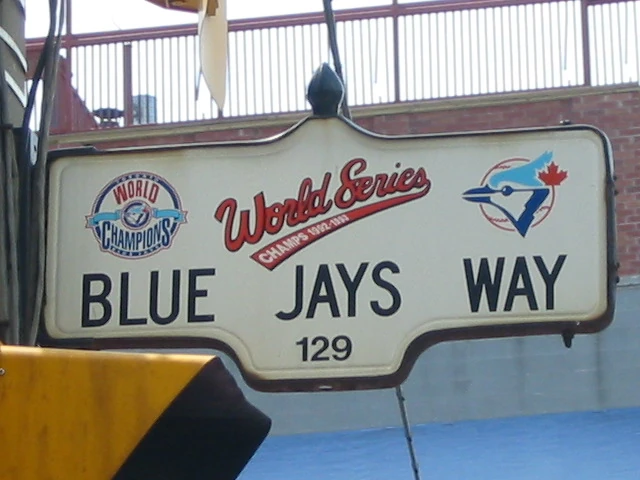 WORLD
CHAMPIONS
World Series
CHAMPS 1992-1993
BLUE JAYS WAY
129